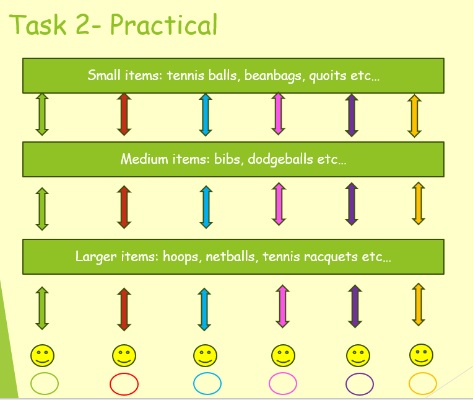 Task 2- Practical
Small items: tennis balls, beanbags, quoits etc...
Medium items: bibs, dodgeballs etc...
Larger items: hoops, netballs, tennis racquets etc...